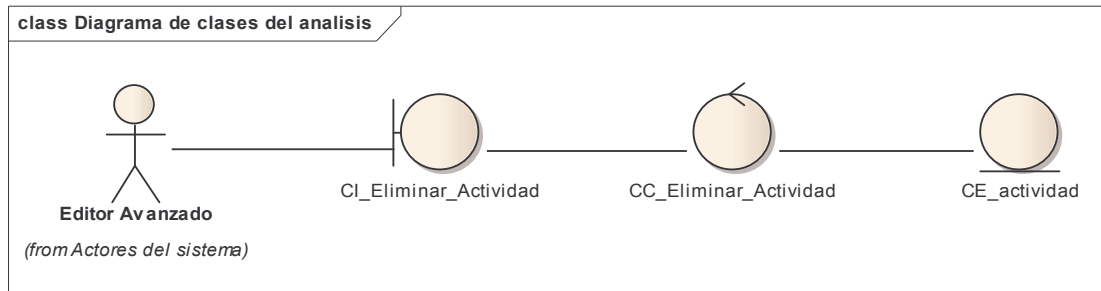 class Diagrama de clases del analisis
Editor Avanzado
(from Actores del sistema)
CI_Eliminar_Actividad
CC_Eliminar_Actividad
CE_actividad